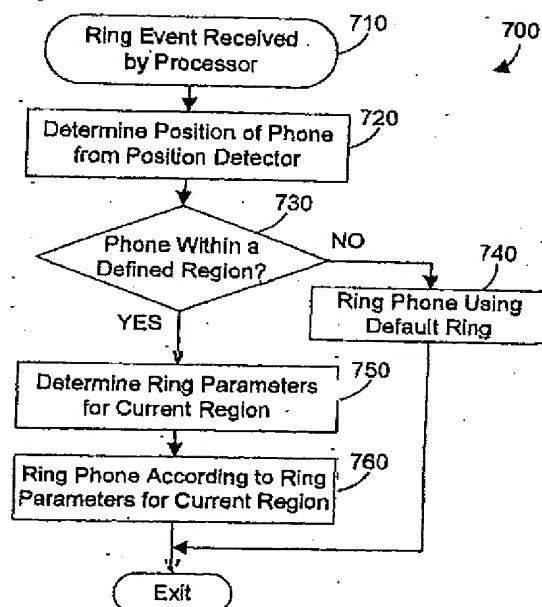 Ring Event Received
by Processor
710
700
Determine Position of Phone
from Position Detector
720
Phone Within a
Defined Region?
730
NO
YES
Ring Phone Using
Default Ring
740
Determine Ring Parameters
for Current Region
750
Ring Phone According to Ring
Parameters for Current Region
760
Exit